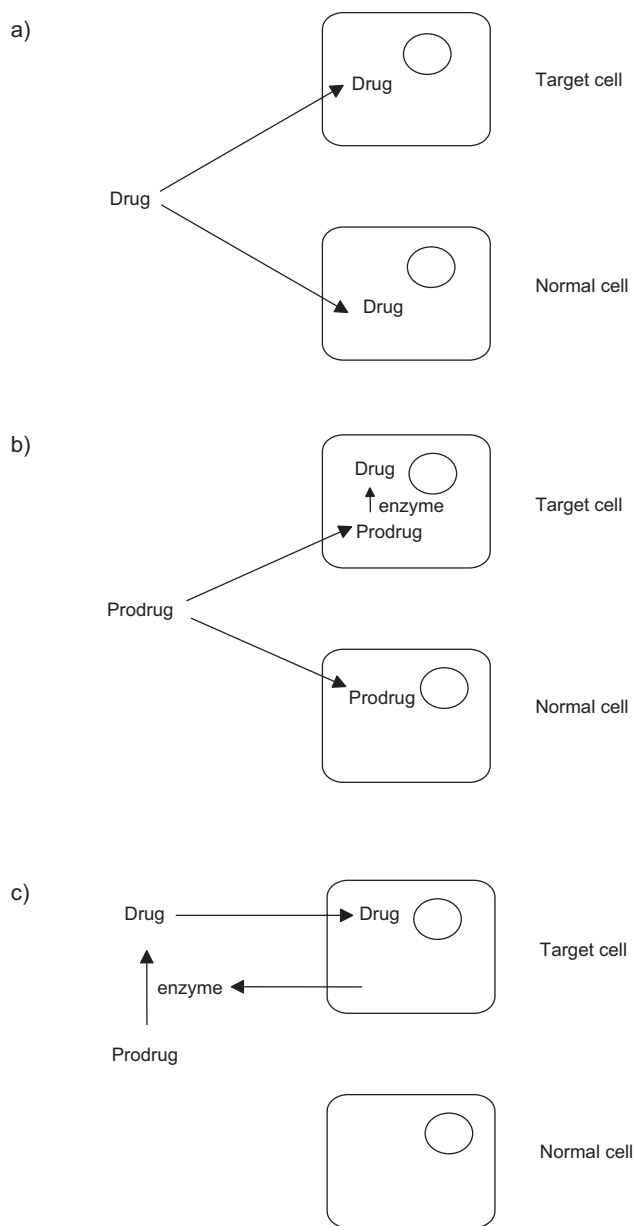 a)
Drug
Target cell
Drug
Drug
Normal cell
b)
Drug
enzyme
Prodrug
Target cell
Prodrug
Prodrug
Normal cell
c)
Drug
Drug
Target cell
enzyme
Prodrug
Normal cell